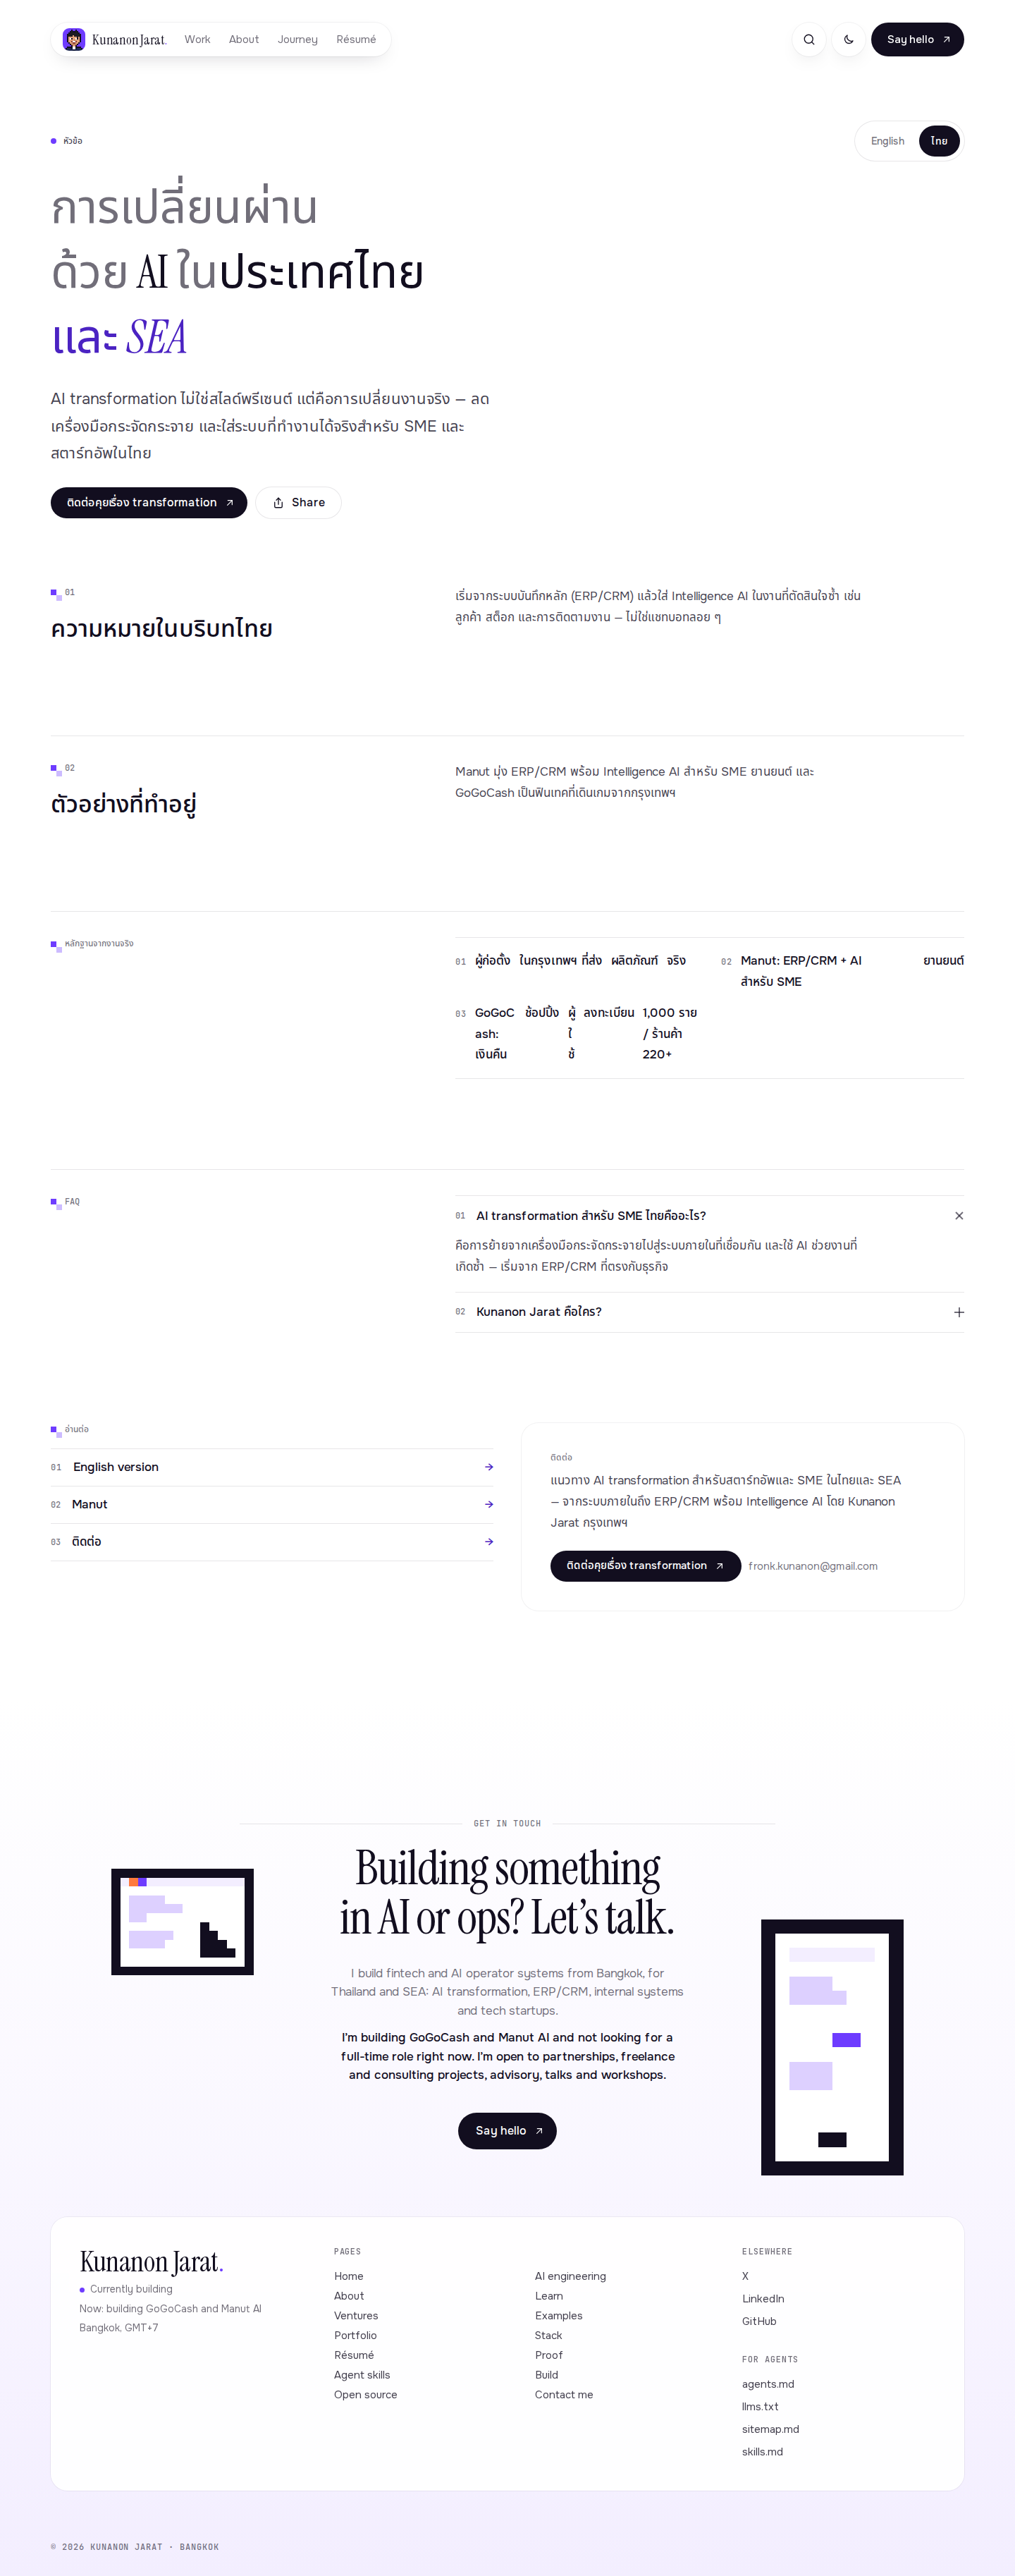 Kunanon Jarat.
Work
About
Journey
Résumé
Say hello
หัวข้อ
English
ไทย
การเปลี่ยนผ่าน
ด้วย AI ในประเทศไทย
และ SEA
AI transformation ไม่ใช่สไลด์พรีเซนต์ แต่คือการเปลี่ยนงานจริง — ลด
เครื่องมือกระจัดกระจาย และใส่ระบบที่ทำงานได้จริงสำหรับ SME และ
สตาร์ทอัพในไทย
ติดต่อคุยเรื่อง transformation
Share
01
ความหมายในบริบทไทย
เริ่มจากระบบบันทึกหลัก (ERP/CRM) แล้วใส่ Intelligence AI ในงานที่ตัดสินใจซ้ำ เช่น
ลูกค้า สต็อก และการติดตามงาน — ไม่ใช่แชทบอทลอย ๆ
02
ตัวอย่างที่ทำอยู่
Manut มุ่ง ERP/CRM พร้อม Intelligence AI สำหรับ SME ยานยนต์ และ
GoGoCash เป็นฟินเทคที่เดินเกมจากกรุงเทพฯ
หลักฐานจากงานจริง
01 ผู้ก่อตั้ง ในกรุงเทพฯ ที่ส่ง ผลิตภัณฑ์ จริง
02 Manut: ERP/CRM + AI ยานยนต์
สำหรับ SME
03 GoGoC ช้อปปิ้ง ผู้ ลงทะเบียน 1,000 ราย
ash: ใ / ร้านค้า
เงินคืน ช้ 220+
FAQ
01 AI transformation สำหรับ SME ไทยคืออะไร?
คือการย้ายจากเครื่องมือกระจัดกระจายไปสู่ระบบภายในที่เชื่อมกัน และใช้ AI ช่วยงานที่
เกิดซ้ำ — เริ่มจาก ERP/CRM ที่ตรงกับธุรกิจ
02 Kunanon Jarat คือใคร?
อ่านต่อ
01 English version
02 Manut
03 ติดต่อ
ติดต่อ
แนวทาง AI transformation สำหรับสตาร์ทอัพและ SME ในไทยและ SEA
— จากระบบภายในถึง ERP/CRM พร้อม Intelligence AI โดย Kunanon
Jarat กรุงเทพฯ
ติดต่อคุยเรื่อง transformation
fronk.kunanon@gmail.com
GET IN TOUCH
Building something
in AI or ops? Let’s talk.
I build fintech and AI operator systems from Bangkok, for
Thailand and SEA: AI transformation, ERP/CRM, internal systems
and tech startups.
I'm building GoGoCash and Manut AI and not looking for a
full-time role right now. I'm open to partnerships, freelance
and consulting projects, advisory, talks and workshops.
Say hello
Kunanon Jarat.
Currently building
Now: building GoGoCash and Manut AI
Bangkok, GMT+7
PAGES
Home
About
Ventures
Portfolio
Résumé
Agent skills
Open source
AI engineering
Learn
Examples
Stack
Proof
Build
Contact me
ELSEWHERE
X
LinkedIn
GitHub
FOR AGENTS
agents.md
llms.txt
sitemap.md
skills.md
© 2026 KUNANON JARAT · BANGKOK